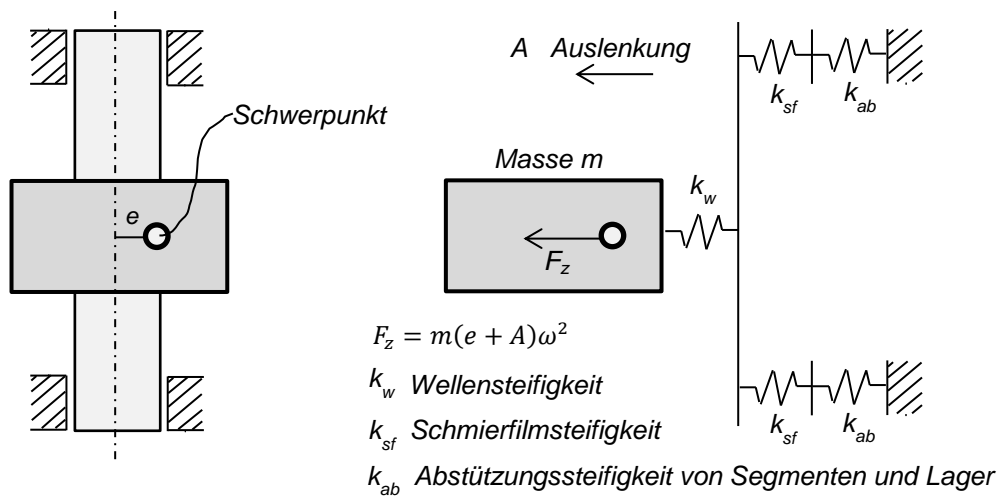 A Auslenkung
k_sf k_ab
Schwerpunkt
Masse m
k_w
e
F_z
F_z = m(e + A)ω²
k_w Wellensteifigkeit
k_sf k_ab
k_sf Schmierfilmsteifigkeit
k_ab Abstützungssteifigkeit von Segmenten und Lager